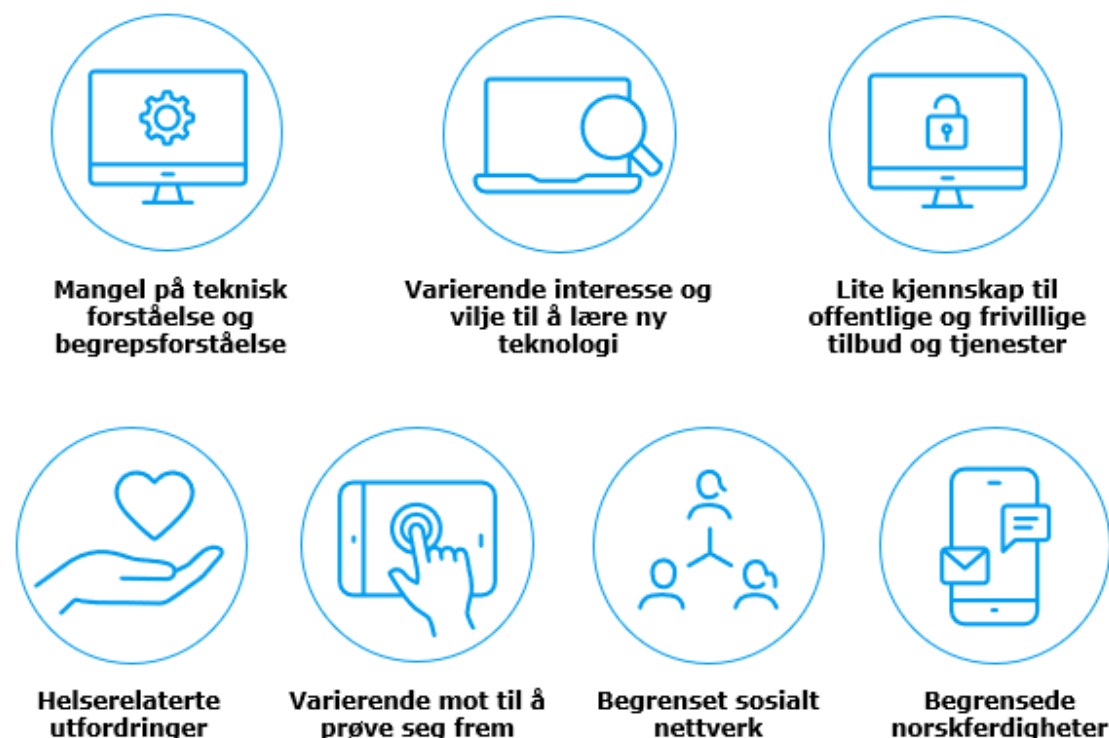 Mangel på teknisk
forståelse og
begrepsforståelse
Varierende interesse og
vilje til å lære ny
teknologi
Lite kjennskap til
offentlige og frivillige
tilbud og tjenester
Helserelaterte
utfordringer
Varierende mot til å
prøve seg frem
Begrenset sosialt
nettverk
Begrensede
norskferdigheter